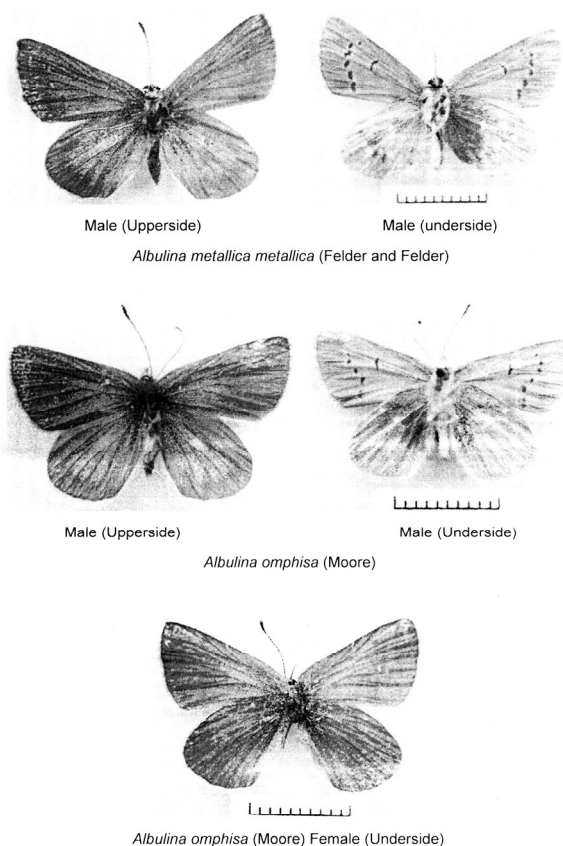 Male (Upperside) Male (underside)
Albulina metallica metallica (Felder and Felder)
Male (Upperside) Male (Underside)
Albulina omphisa (Moore)
Albulina omphisa (Moore) Female (Underside)